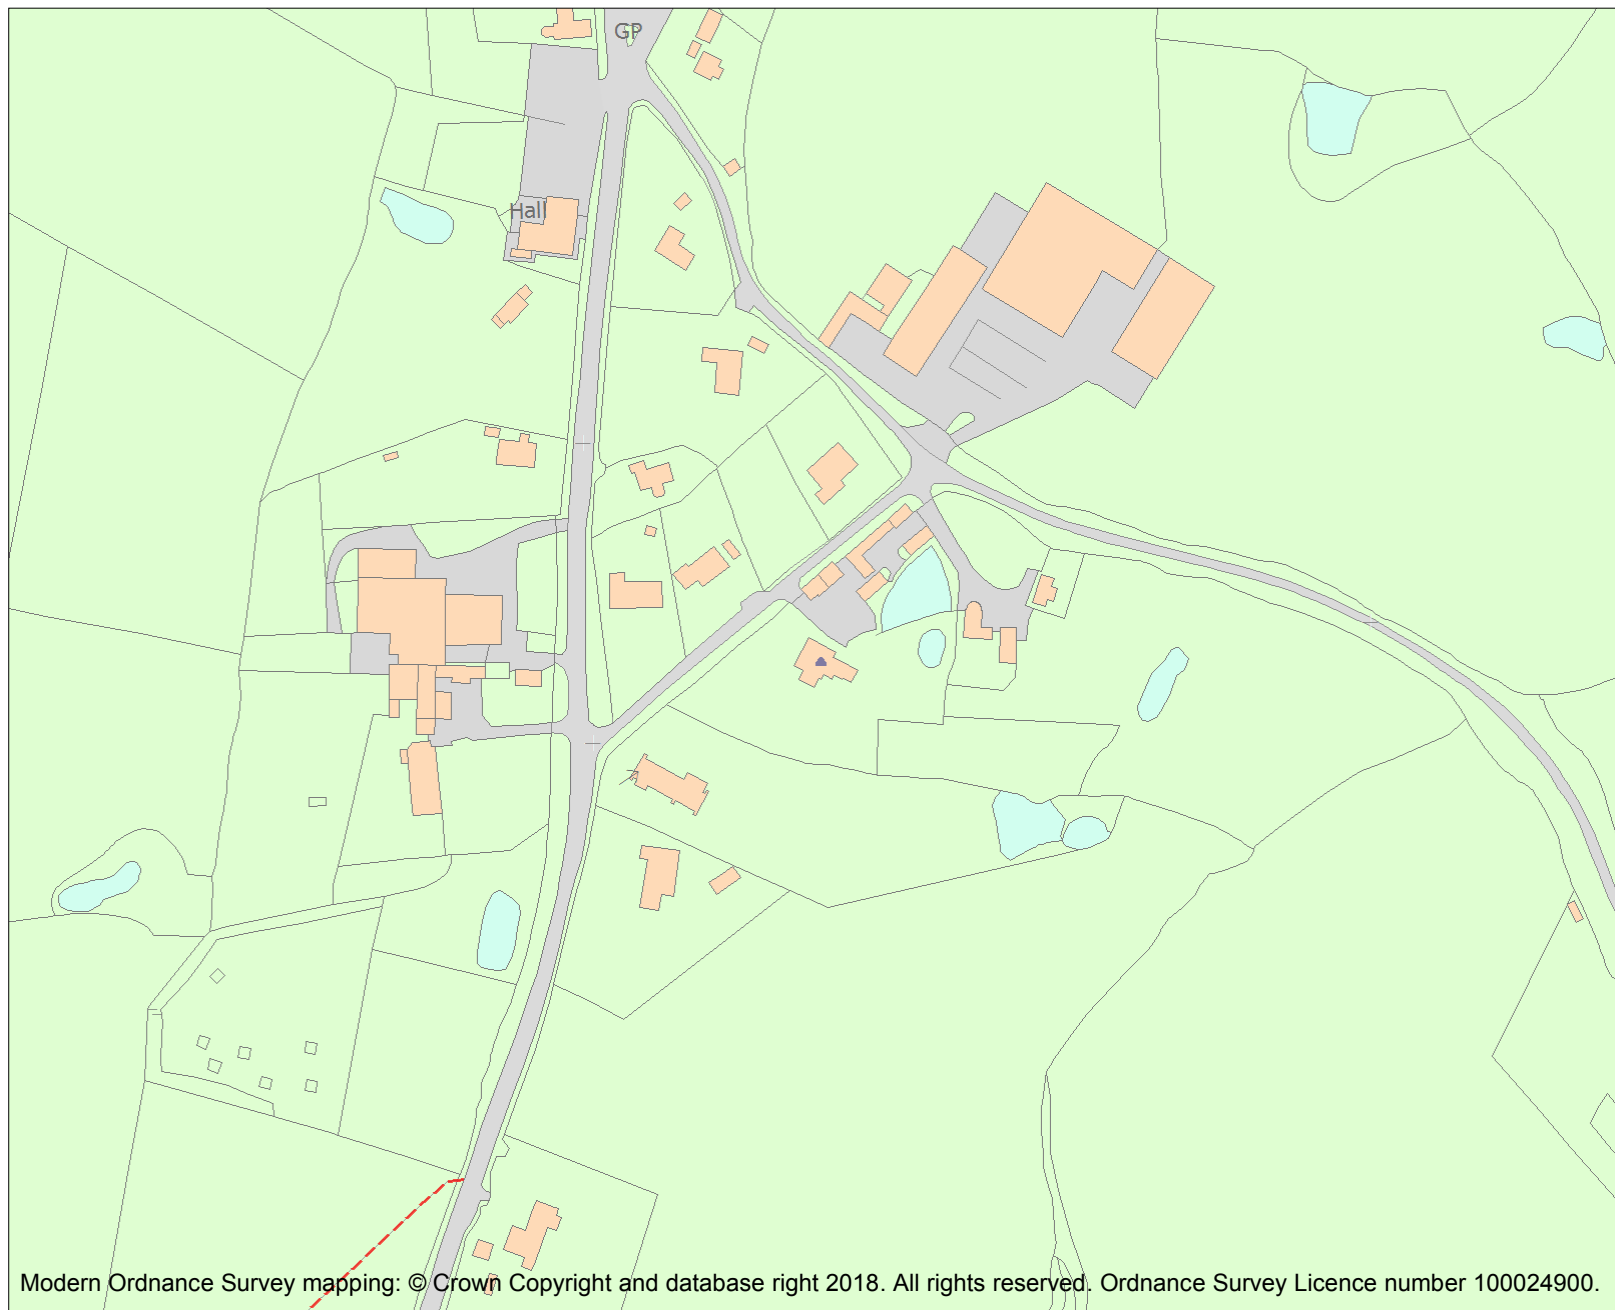 GP
Hall
Modern Ordnance Survey mapping: © Crown Copyright and database right 2018. All rights reserved. Ordnance Survey Licence number 100024900.